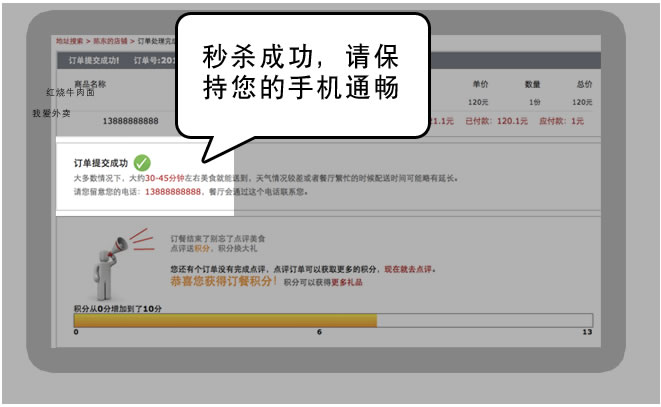 地址搜索 > 陈东的店铺 > 订单处理完成
秒杀成功，请保
持您的手机通畅
订单提交成功! 订单号:201
商品名称 单价 数量 总价
红烧牛肉面 120元 1份 120元
我爱外卖
13888888888 21.1元 已付款: 120.1元 应付款: 1元
订单提交成功
大多数情况下，大约30-45分钟左右美食就能送到，天气情况较差或者餐厅繁忙的时候配送时间可能略有延长。
请您留意您的电话: 13888888888，餐厅会通过这个电话联系您。
订餐结束了别忘了点评美食
点评送积分，积分换大礼
您还有个订单没有完成点评，点评订单可以获取更多的积分，现在就去点评。
恭喜您获得订餐积分! 积分可以获得更多礼品
积分从0分增加到了10分
0 6 13